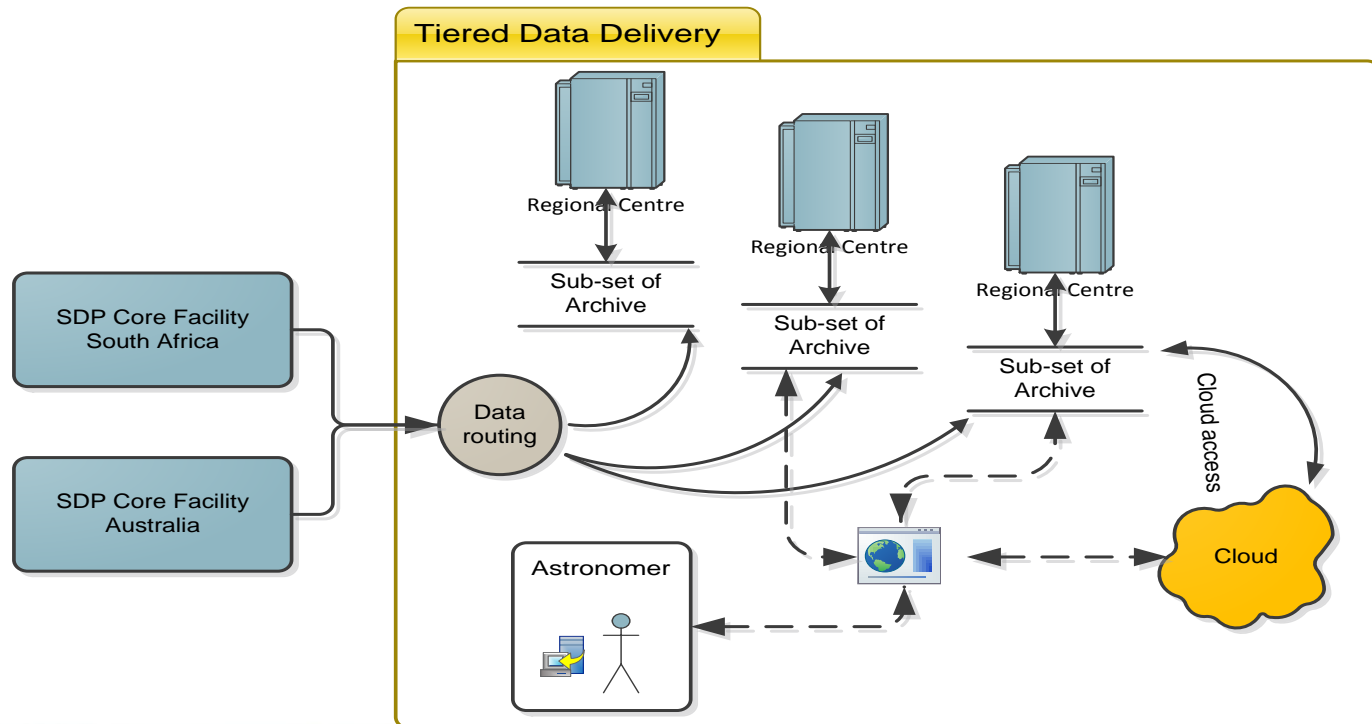 Tiered Data Delivery
Regional Centre
Regional Centre
Regional Centre
Sub-set of
Archive
Sub-set of
Archive
Sub-set of
Archive
SDP Core Facility
South Africa
SDP Core Facility
Australia
Data
routing
Cloud access
Cloud
Astronomer